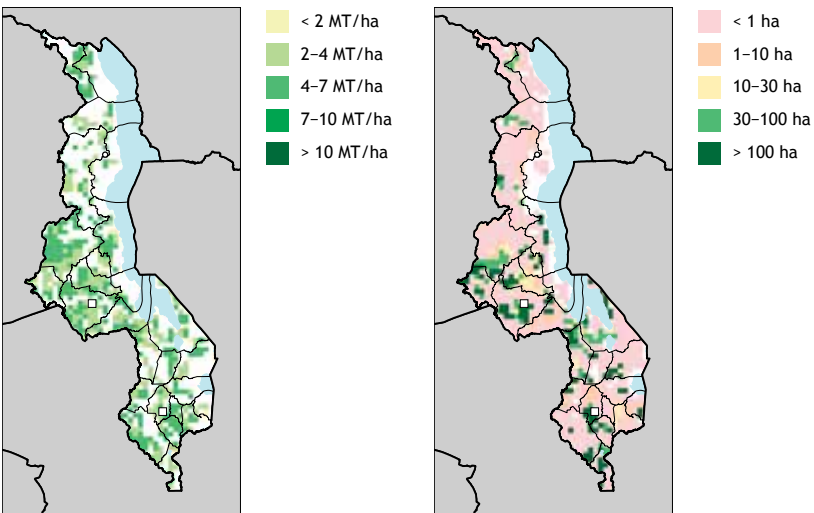 < 2 MT/ha
2–4 MT/ha
4–7 MT/ha
7–10 MT/ha
> 10 MT/ha
< 1 ha
1–10 ha
10–30 ha
30–100 ha
> 100 ha